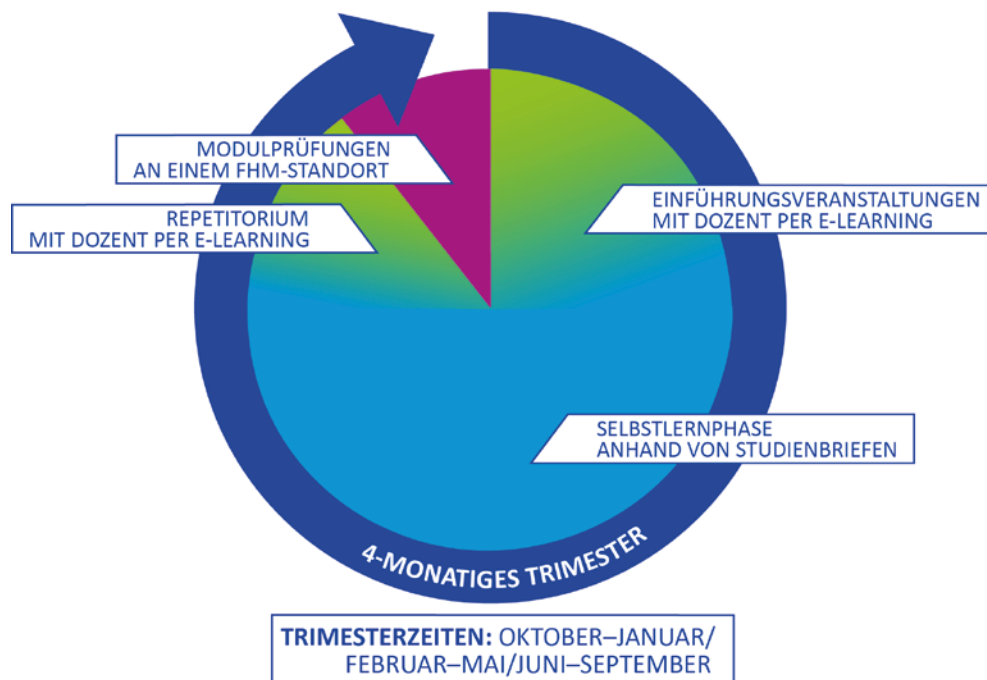 MODULPRÜFUNGEN
AN EINEM FHM-STANDORT
REPETITORIUM
MIT DOZENT PER E-LEARNING
EINFÜHRUNGSVERANSTALTUNGEN
MIT DOZENT PER E-LEARNING
SELBSTLERNPHASE
ANHAND VON STUDIENBRIEFEN
4-MONATIGES TRIMESTER
TRIMESTERZEITEN: OKTOBER–JANUAR/
FEBRUAR–MAI/JUNI–SEPTEMBER